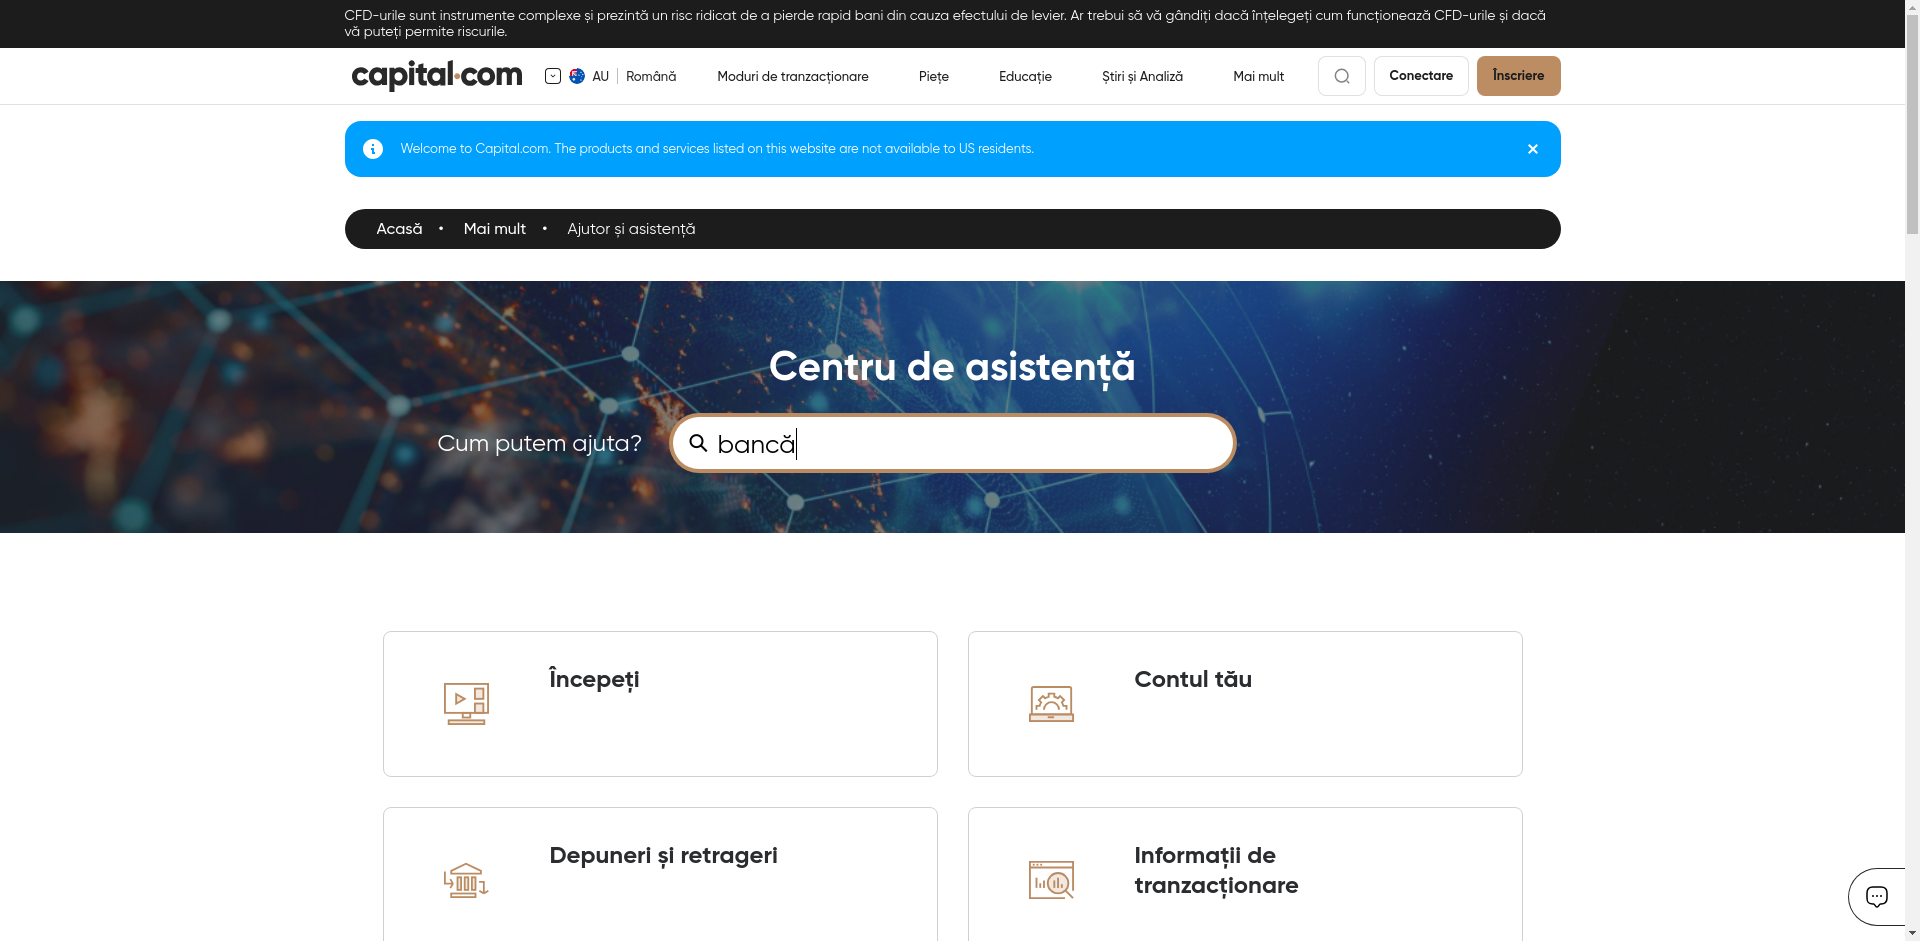 CFD-urile sunt instrumente complexe și prezintă un risc ridicat de a pierde rapid bani din cauza efectului de levier. Ar trebui să vă gândiți dacă înțelegeți cum funcționează CFD-urile și dacă
vă puteți permite riscurile.
capital.com
AU
Română
Moduri de tranzacționare
Piețe
Educație
Știri și Analiză
Mai mult
Conectare
Înscriere
Welcome to Capital.com. The products and services listed on this website are not available to US residents.
Acasă • Mai mult • Ajutor și asistență
Centru de asistență
Cum putem ajuta?
bancă
Începeți
Contul tău
Depuneri și retrageri
Informații de
tranzacționare